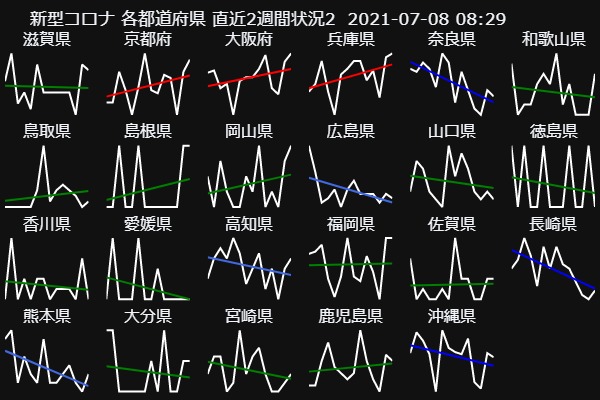 新型コロナ 各都道府県 直近2週間状況2 2021-07-08 08:29
滋賀県 京都府 大阪府 兵庫県 奈良県 和歌山県
鳥取県 島根県 岡山県 広島県 山口県 徳島県
香川県 愛媛県 高知県 福岡県 佐賀県 長崎県
熊本県 大分県 宮崎県 鹿児島県 沖縄県